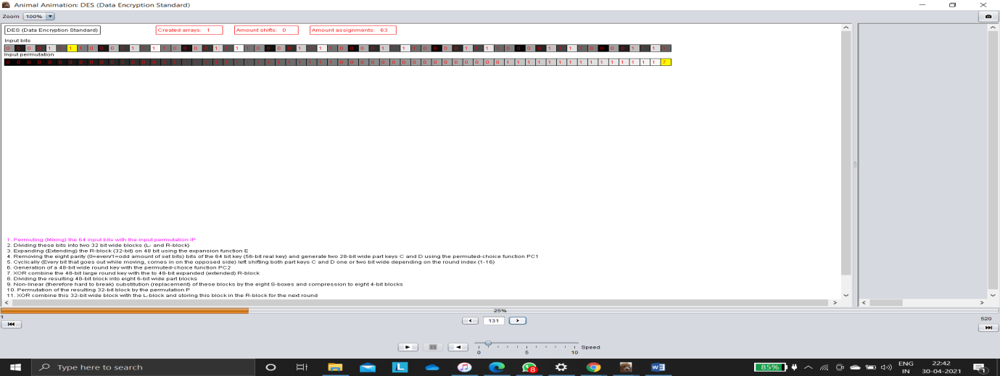 Animal Animation: DES (Data Encryption Standard)
Zoom 100%
DES (Data Encryption Standard)
Created arrays: 1
Amount shifts: 0
Amount assignments: 63
Input bits
Input permutation
1. Permuting (Mixing) the 64 input bits with the input permutation IP
2. Dividing these bits into two 32 bit wide blocks (L- and R-block)
3. Expanding (Extending) the R-block (32-bit) on 48 bit using the expansion function E
4. Removing the eight parity (0=even/1=odd amount of set bits) bits of the 64 bit key (56-bit real key) and generate two 28-bit wide part keys C and D using the permuted-choice function PC1
5. Cyclically (Every bit that goes out while moving, comes in on the opposed side) left shifting both part keys C and D one or two bit wide depending on the round index (1-16)
6. Generation of a 48-bit wide round key with the permuted-choice function PC2
7. XOR combine the 48-bit large round key with the to 48-bit expanded (extended) R-block
8. Dividing the resulting 48-bit block into eight 6-bit wide part blocks
9. Non-linear (therefore hard to break) substitution (replacement) of these blocks by the eight S-boxes and compression to eight 4-bit blocks
10. Permutation of the resulting 32-bit block by the permutation P
11. XOR combine this 32-bit wide block with the L-block and storing this block in the R-block for the next round
25%
1
131
520
0 5 10 Speed
Type here to search
85%
ENG
IN
22:42
30-04-2021